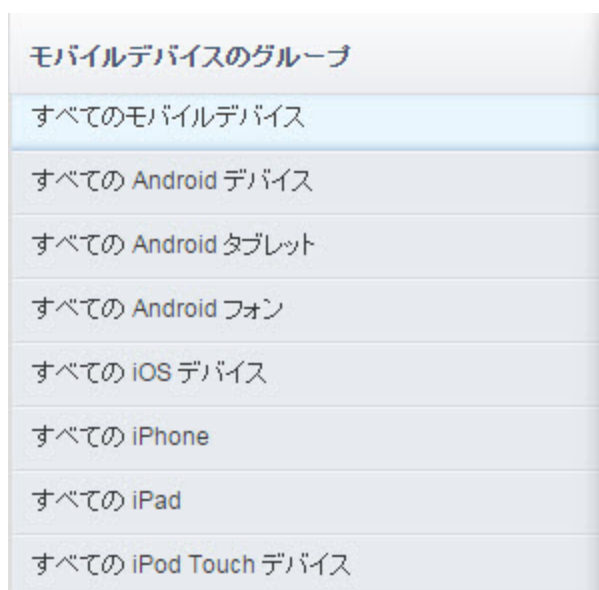 モバイルデバイスのグループ
すべてのモバイルデバイス
すべての Android デバイス
すべての Android タブレット
すべての Android フォン
すべての iOS デバイス
すべての iPhone
すべての iPad
すべての iPod Touch デバイス